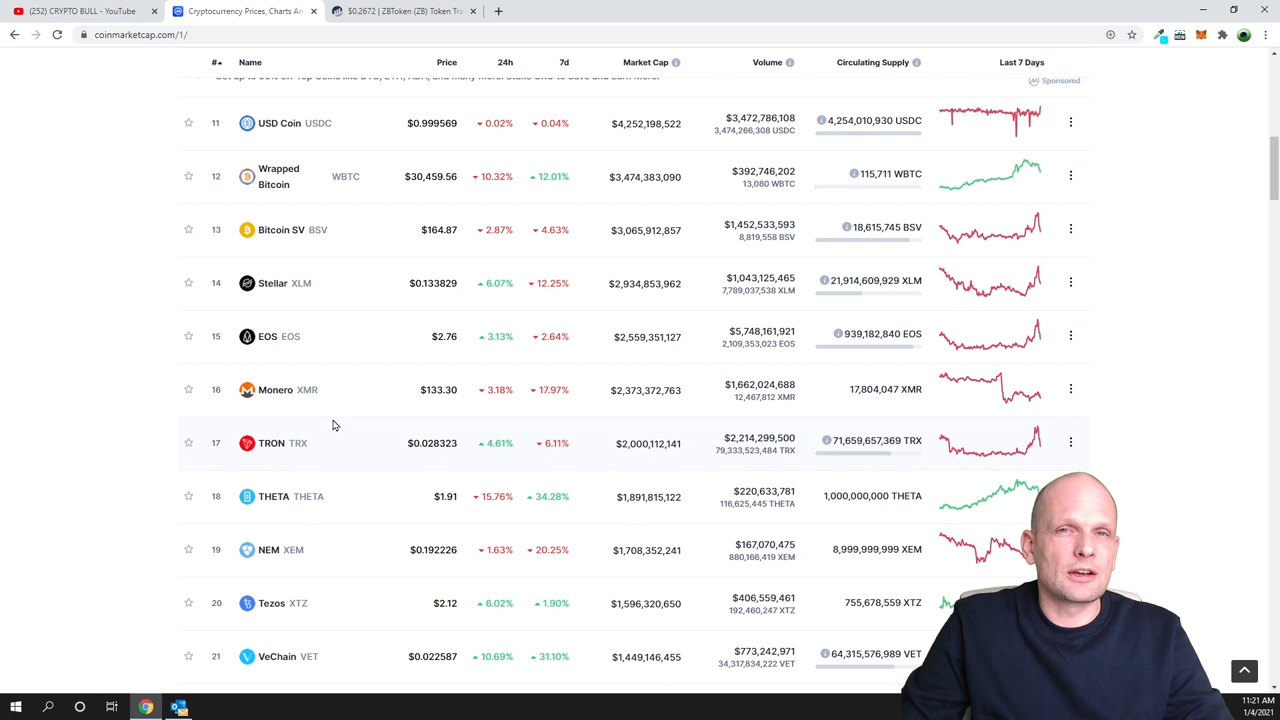 (252) CRYPTO BULL - YouTube
Cryptocurrency Prices, Charts An
$0.2672 | ZBToken (ZB) Token Tra
coinmarketcap.com/1/
# Name Price 24h 7d Market Cap Volume Circulating Supply Last 7 Days
Sponsored
11 USD Coin USDC $0.999569 0.02% 0.04% $4,252,198,522 $3,472,786,108 4,254,010,930 USDC
3,474,266,308 USDC
12 Wrapped Bitcoin WBTC $30,459.56 10.32% 12.01% $3,474,383,090 $392,746,202 115,711 WBTC
13,080 WBTC
13 Bitcoin SV BSV $164.87 2.87% 4.63% $3,065,912,857 $1,452,533,593 18,615,745 BSV
8,819,558 BSV
14 Stellar XLM $0.133829 6.07% 12.25% $2,934,853,962 $1,043,125,465 21,914,609,929 XLM
7,789,037,538 XLM
15 EOS EOS $2.76 3.13% 2.64% $2,559,351,127 $5,748,161,921 939,182,840 EOS
2,109,353,023 EOS
16 Monero XMR $133.30 3.18% 17.97% $2,373,372,763 $1,662,024,688 17,804,047 XMR
12,467,812 XMR
17 TRON TRX $0.028323 4.61% 6.11% $2,000,112,141 $2,214,299,500 71,659,657,369 TRX
79,333,523,484 TRX
18 THETA THETA $1.91 15.76% 34.28% $1,891,815,122 $220,633,781 1,000,000,000 THETA
116,625,445 THETA
19 NEM XEM $0.192226 1.63% 20.25% $1,708,352,241 $167,070,475 8,999,999,999 XEM
880,166,419 XEM
20 Tezos XTZ $2.12 6.02% 1.90% $1,596,320,650 $406,559,461 755,678,559 XTZ
192,460,247 XTZ
21 VeChain VET $0.022587 10.69% 31.10% $1,449,146,455 $773,242,971 64,315,576,989 VET
34,317,834,222 VET
11:21 AM
1/4/2021